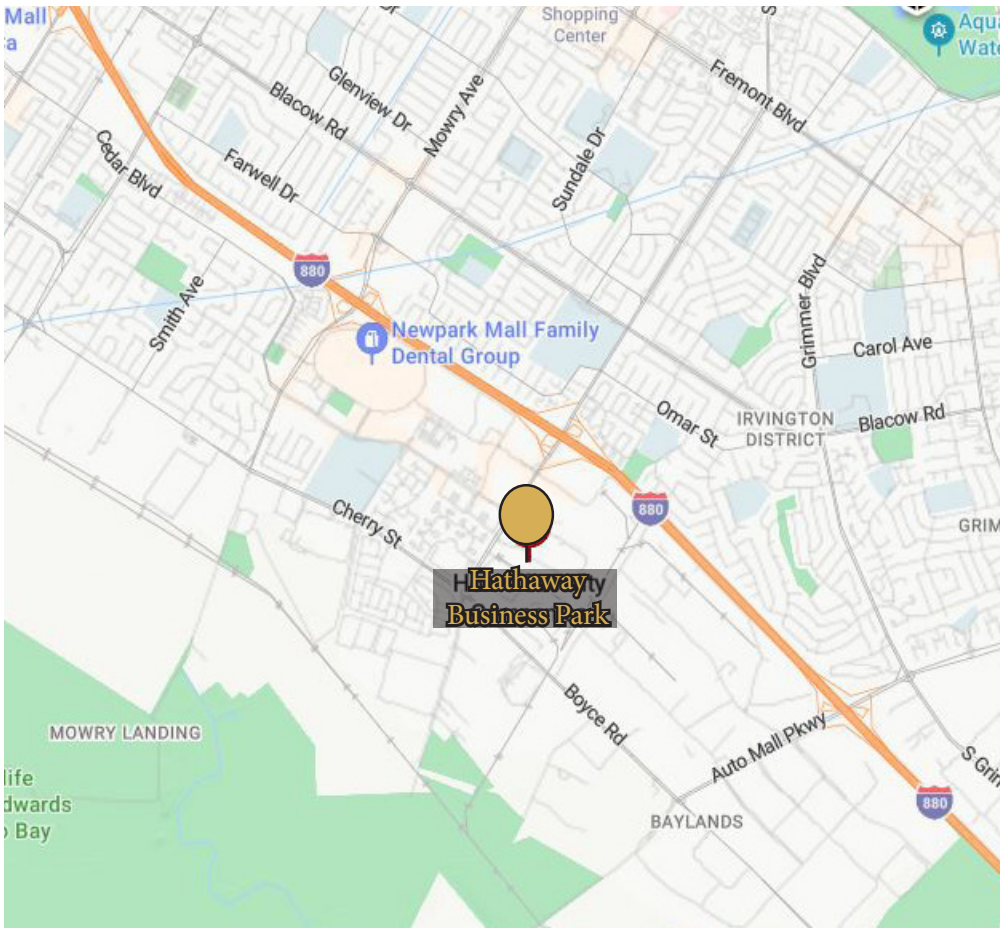 Mall
a
Shopping
Center
Aqua
Wate
Glenview Dr
Blacow Rd
Mowry Ave
Fremont Blvd
Cedar Blvd
Farwell Dr
Sundale Dr
880
Smith Ave
Newpark Mall Family
Dental Group
Grimmer Blvd
Carol Ave
Omar St
IRVINGTON
DISTRICT
Blacow Rd
880
Cherry St
GRIM
Hathaway
Business Park
Boyce Rd
MOWRY LANDING
Auto Mall Pkwy
S Grim
life
dwards
o Bay
880
BAYLANDS